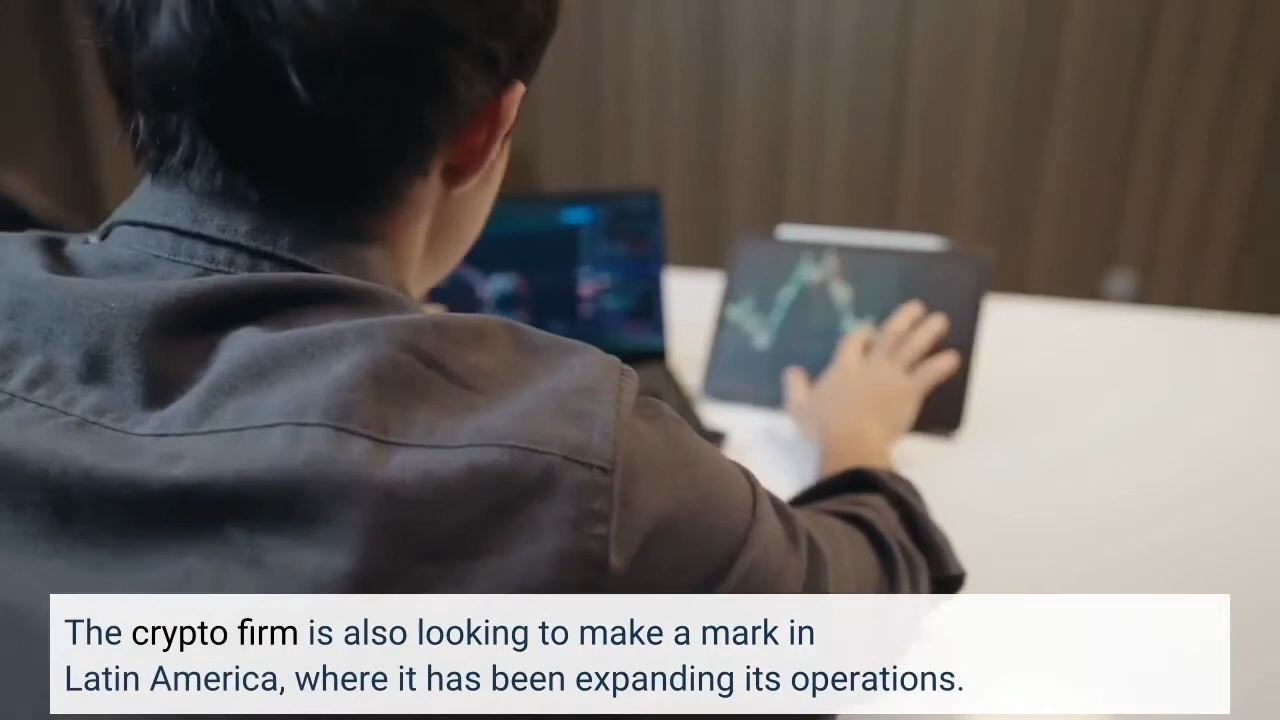 The crypto firm is also looking to make a mark in
Latin America, where it has been expanding its operations.